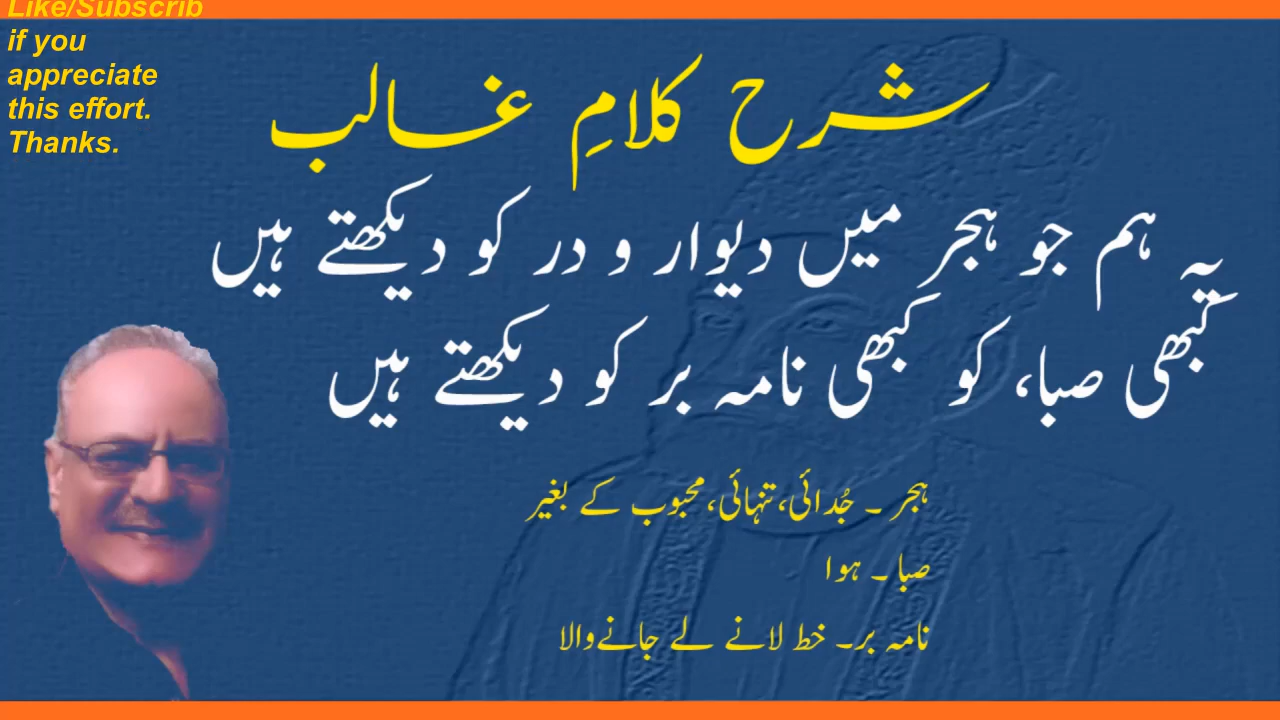 Like/Subscrib
if you
appreciate
this effort.
Thanks.
شرح کلامِ غالب
یہ ہم جو ہجر میں دیوار و در کو دیکھتے ہیں
کبھی صبا، کو کبھی نامہ بر کو دیکھتے ہیں
ہجر ۔ جُدائی، تنہائی، محبوب کے بغیر
صبا ۔ ہوا
نامہ بر۔ خط لانے لے جانےوالا